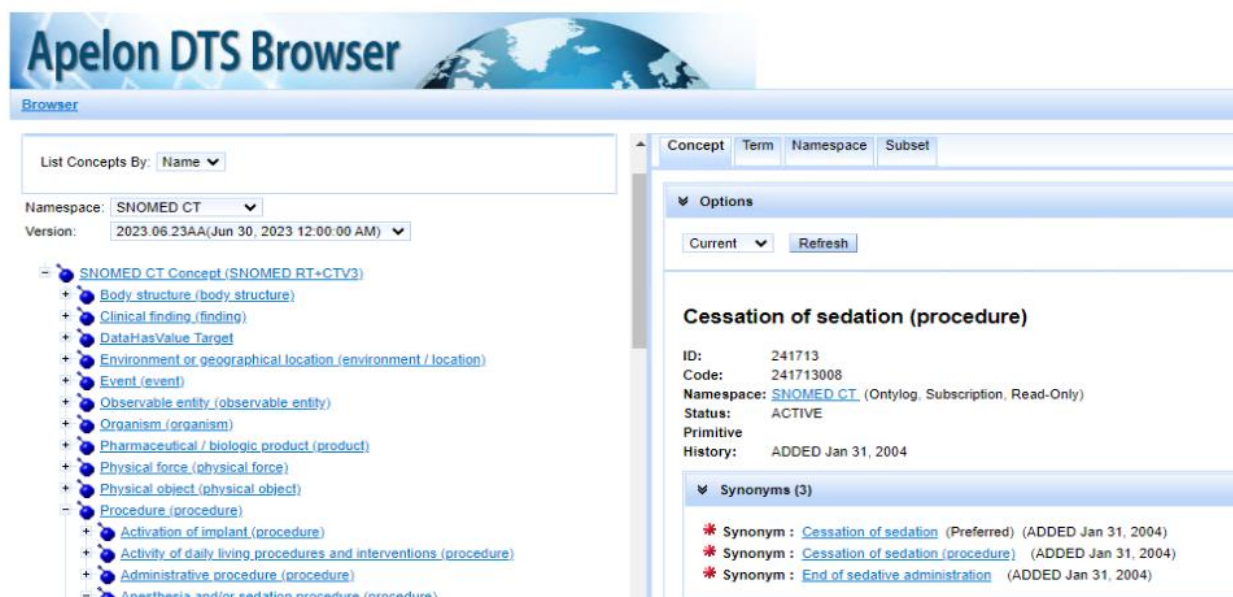 Apelon DTS Browser
Browser
List Concepts By: Name
Namespace: SNOMED CT
Version: 2023.06.23AA(Jun 30, 2023 12:00:00 AM)
SNOMED CT Concept (SNOMED RT+CTV3)
Body structure (body structure)
Clinical finding (finding)
DataHasValue Target
Environment or geographical location (environment / location)
Event (event)
Observable entity (observable entity)
Organism (organism)
Pharmaceutical / biologic product (product)
Physical force (physical force)
Physical object (physical object)
Procedure (procedure)
Activation of implant (procedure)
Activity of daily living procedures and interventions (procedure)
Administrative procedure (procedure)
Anesthesia and/or sedation procedure (procedure)
Concept Term Namespace Subset
Options
Current Refresh
Cessation of sedation (procedure)
ID: 241713
Code: 241713008
Namespace: SNOMED CT (Ontylog, Subscription, Read-Only)
Status: ACTIVE
Primitive
History: ADDED Jan 31, 2004
Synonyms (3)
Synonym : Cessation of sedation (Preferred) (ADDED Jan 31, 2004)
Synonym : Cessation of sedation (procedure) (ADDED Jan 31, 2004)
Synonym : End of sedative administration (ADDED Jan 31, 2004)